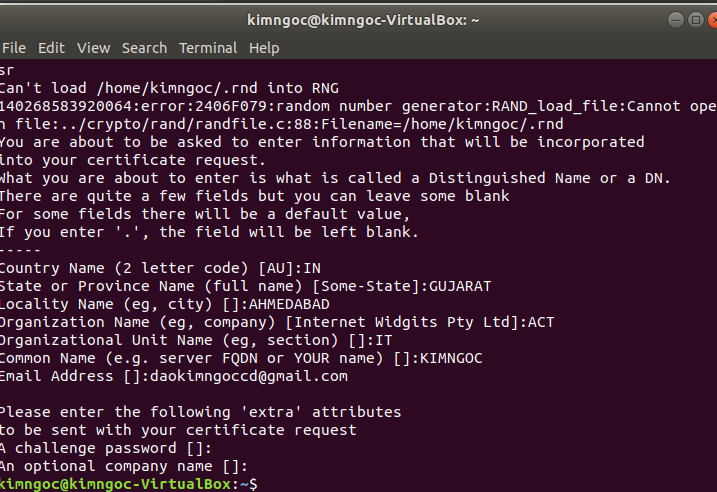 kimngoc@kimngoc-VirtualBox: ~
File Edit View Search Terminal Help
sr
Can't load /home/kimngoc/.rnd into RNG
140268583920064:error:2406F079:random number generator:RAND_load_file:Cannot ope
n file:../crypto/rand/randfile.c:88:Filename=/home/kimngoc/.rnd
You are about to be asked to enter information that will be incorporated
into your certificate request.
What you are about to enter is what is called a Distinguished Name or a DN.
There are quite a few fields but you can leave some blank
For some fields there will be a default value,
If you enter '.', the field will be left blank.
-----
Country Name (2 letter code) [AU]:IN
State or Province Name (full name) [Some-State]:GUJARAT
Locality Name (eg, city) []:AHMEDABAD
Organization Name (eg, company) [Internet Widgits Pty Ltd]:ACT
Organizational Unit Name (eg, section) []:IT
Common Name (e.g. server FQDN or YOUR name) []:KIMNGOC
Email Address []:daokimngoccd@gmail.com

Please enter the following 'extra' attributes
to be sent with your certificate request
A challenge password []:
An optional company name []:
kimngoc@kimngoc-VirtualBox:~$